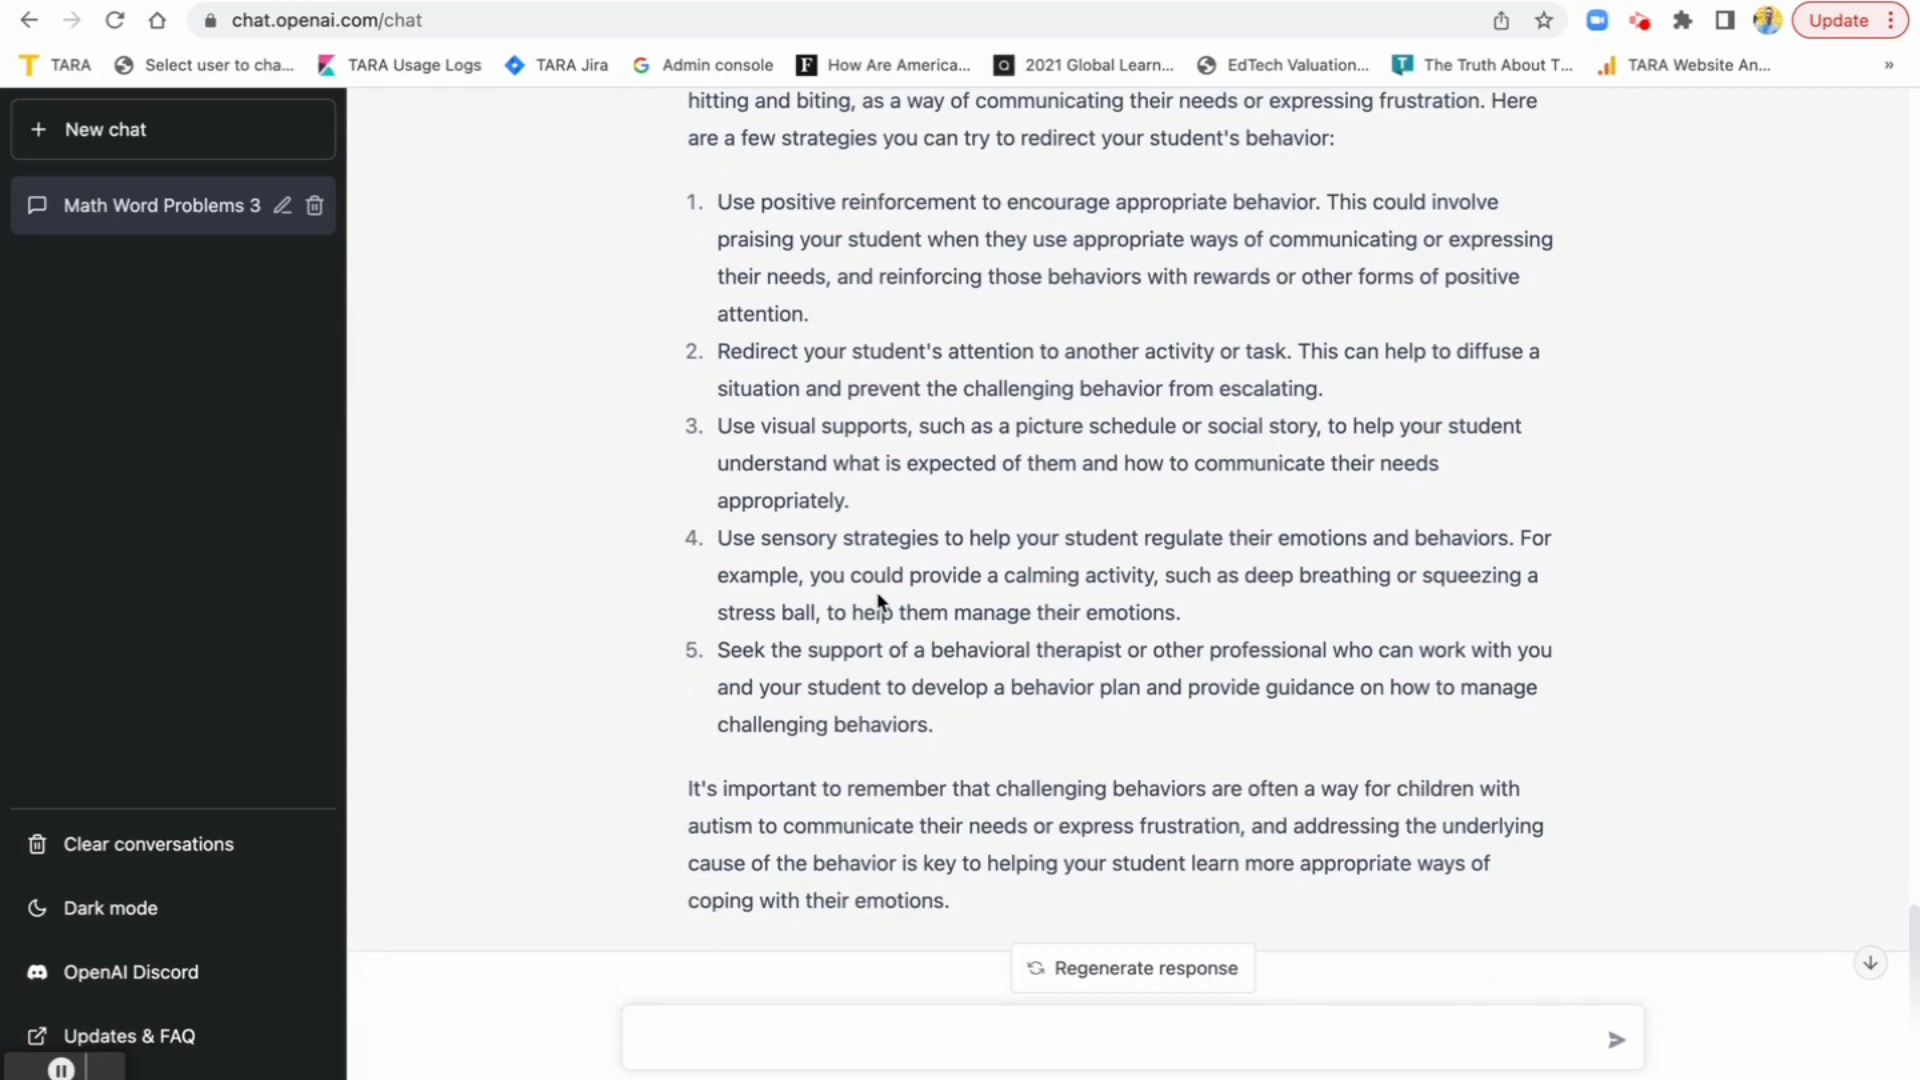 chat.openai.com/chat
Update
TARA
Select user to cha...
TARA Usage Logs
TARA Jira
Admin console
How Are America...
2021 Global Learn...
EdTech Valuation...
The Truth About T...
TARA Website An...
»
New chat
Math Word Problems 3
hitting and biting, as a way of communicating their needs or expressing frustration. Here
are a few strategies you can try to redirect your student's behavior:
1. Use positive reinforcement to encourage appropriate behavior. This could involve
praising your student when they use appropriate ways of communicating or expressing
their needs, and reinforcing those behaviors with rewards or other forms of positive
attention.
2. Redirect your student's attention to another activity or task. This can help to diffuse a
situation and prevent the challenging behavior from escalating.
3. Use visual supports, such as a picture schedule or social story, to help your student
understand what is expected of them and how to communicate their needs
appropriately.
4. Use sensory strategies to help your student regulate their emotions and behaviors. For
example, you could provide a calming activity, such as deep breathing or squeezing a
stress ball, to help them manage their emotions.
5. Seek the support of a behavioral therapist or other professional who can work with you
and your student to develop a behavior plan and provide guidance on how to manage
challenging behaviors.
It's important to remember that challenging behaviors are often a way for children with
autism to communicate their needs or express frustration, and addressing the underlying
cause of the behavior is key to helping your student learn more appropriate ways of
coping with their emotions.
Clear conversations
Dark mode
OpenAI Discord
Updates & FAQ
Regenerate response